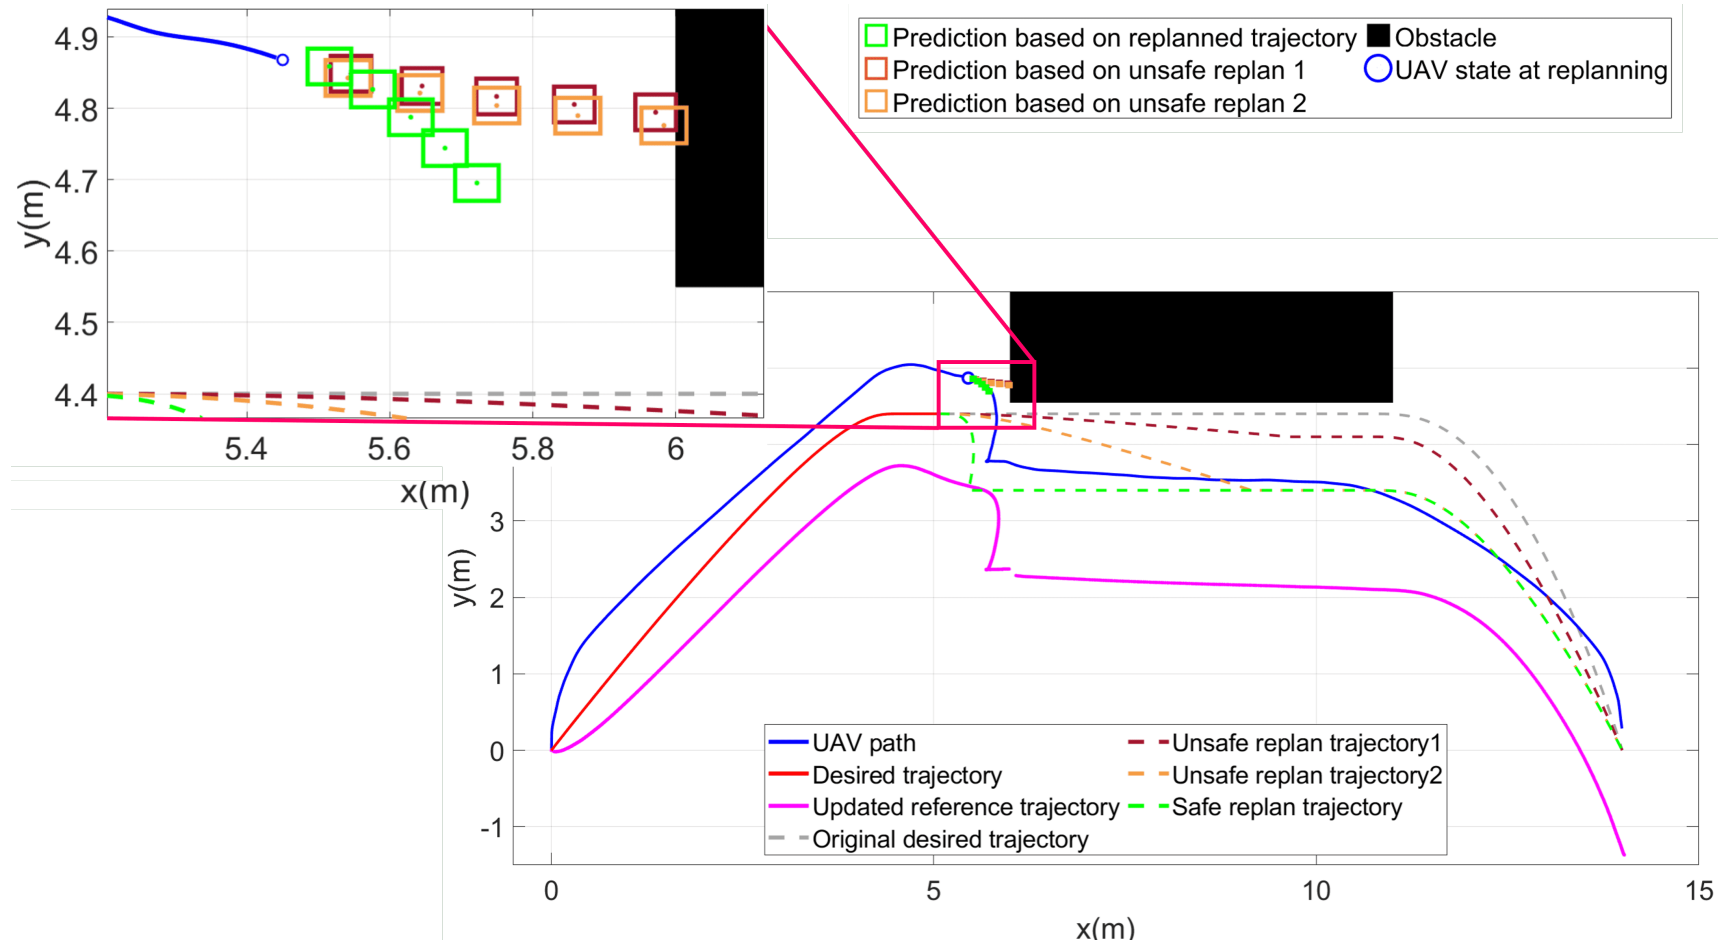 4.9
4.8
4.7
4.6
4.5
4.4
y(m)
5.4
5.6
5.8
6
x(m)
Prediction based on replanned trajectory
Prediction based on unsafe replan 1
Prediction based on unsafe replan 2
Obstacle
UAV state at replanning
3
2
1
0
-1
y(m)
UAV path
Desired trajectory
Updated reference trajectory
Original desired trajectory
Unsafe replan trajectory1
Unsafe replan trajectory2
Safe replan trajectory
0
5
10
15
x(m)